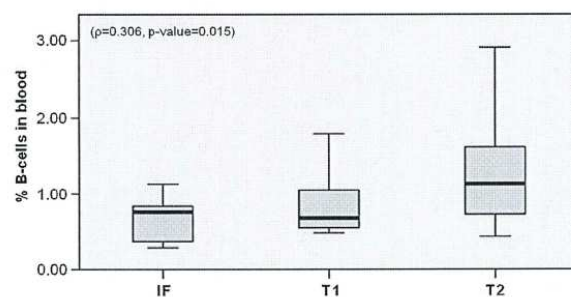 (ρ=0.306, p-value=0.015)
3.00
2.00
1.00
0.00
% B-cells in blood
IF T1 T2